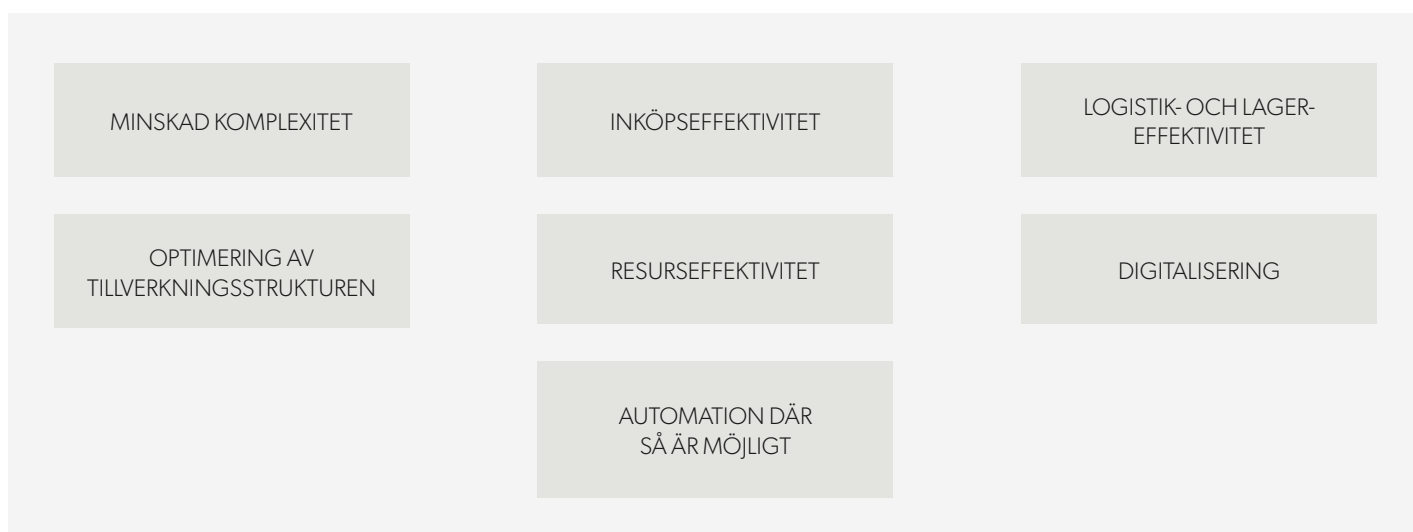 MINSKAD KOMPLEXITET
INKÖPSEFFEKTIVITET
LOGISTIK- OCH LAGER-
EFFEKTIVITET
OPTIMERING AV
TILLVERKNINGSSTRUKTUREN
RESURSEFFEKTIVITET
DIGITALISERING
AUTOMATION DÄR
SÅ ÄR MÖJLIGT